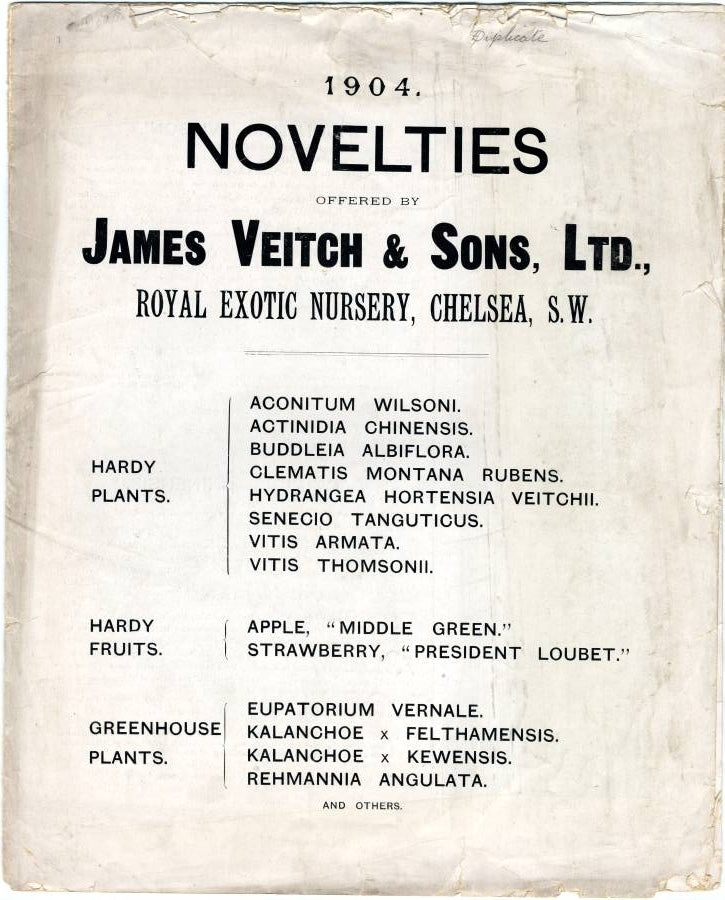 Duplicate
1904.
NOVELTIES
OFFERED BY
JAMES VEITCH & SONS, LTD.,
ROYAL EXOTIC NURSERY, CHELSEA, S.W.
HARDY
PLANTS.
ACONITUM WILSONI.
ACTINIDIA CHINENSIS.
BUDDLEIA ALBIFLORA.
CLEMATIS MONTANA RUBENS.
HYDRANGEA HORTENSIA VEITCHII.
SENECIO TANGUTICUS.
VITIS ARMATA.
VITIS THOMSONII.
HARDY
FRUITS.
APPLE, "MIDDLE GREEN."
STRAWBERRY, "PRESIDENT LOUBET."
GREENHOUSE
PLANTS.
EUPATORIUM VERNALE.
KALANCHOE x FELTHAMENSIS.
KALANCHOE x KEWENSIS.
REHMANNIA ANGULATA.
AND OTHERS.